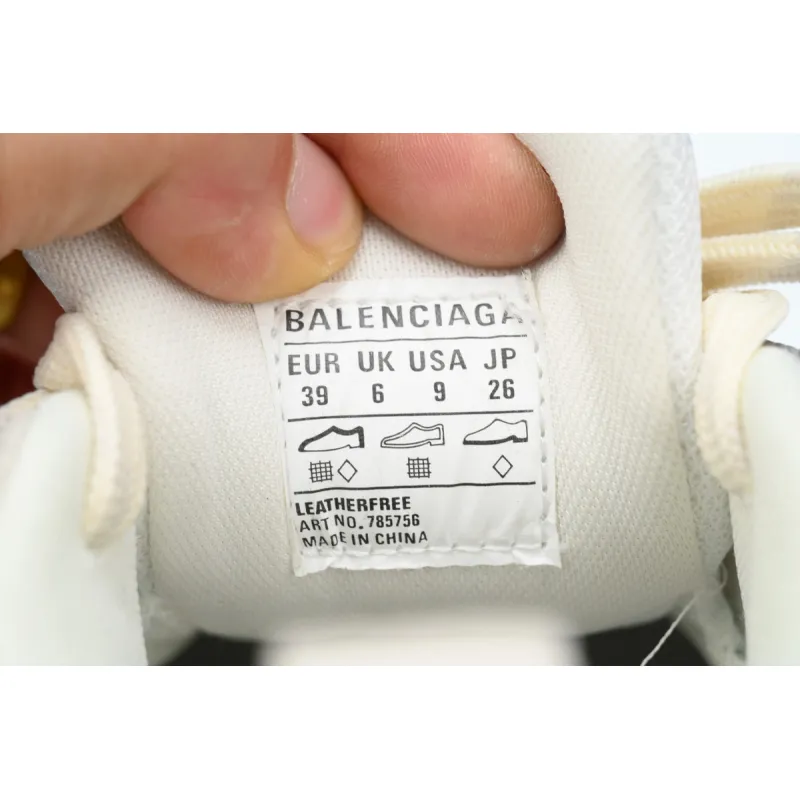 BALENCIAGA
EUR UK USA JP
39 6 9 26
LEATHERFREE
ART NO. 785756
MADE IN CHINA